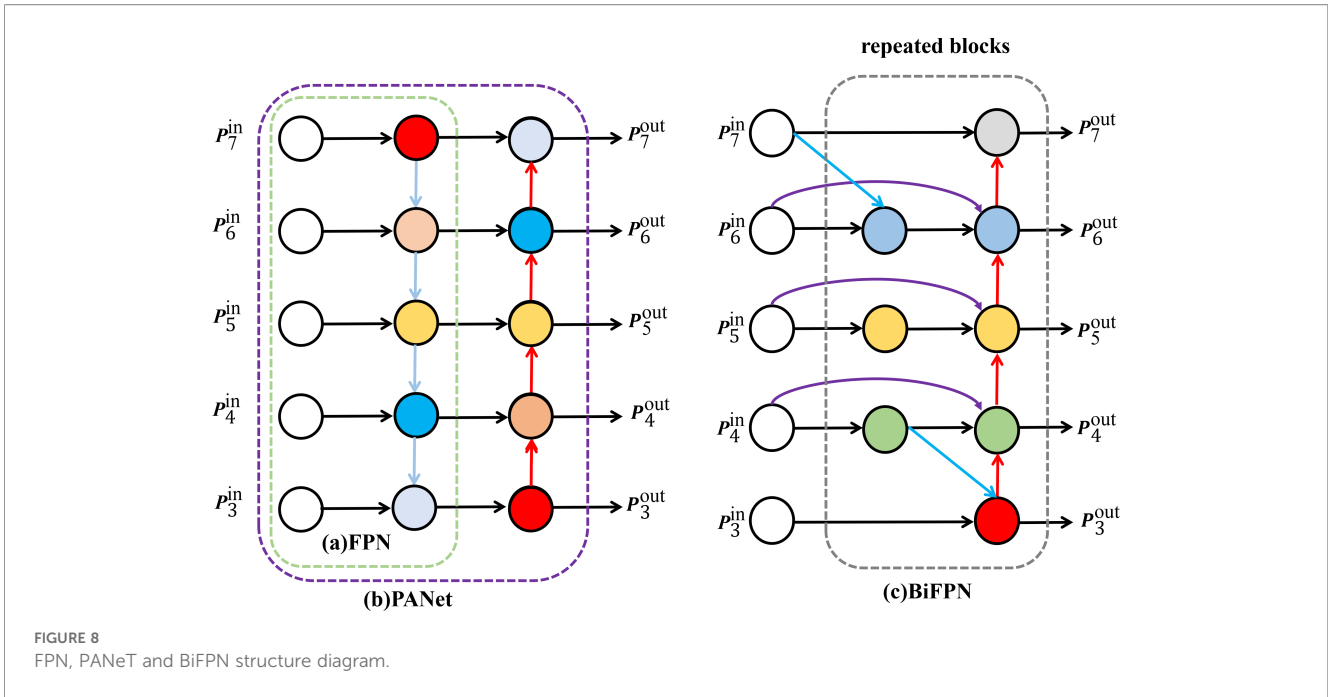 repeated blocks
P₇ⁱⁿ P₇ᵒᵘᵗ P₇ⁱⁿ P₇ᵒᵘᵗ
P₆ⁱⁿ P₆ᵒᵘᵗ P₆ⁱⁿ P₆ᵒᵘᵗ
P₅ⁱⁿ P₅ᵒᵘᵗ P₅ⁱⁿ P₅ᵒᵘᵗ
P₄ⁱⁿ P₄ᵒᵘᵗ P₄ⁱⁿ P₄ᵒᵘᵗ
P₃ⁱⁿ P₃ᵒᵘᵗ P₃ⁱⁿ P₃ᵒᵘᵗ
(a)FPN
(b)PANet
(c)BiFPN
FIGURE 8
FPN, PANeT and BiFPN structure diagram.